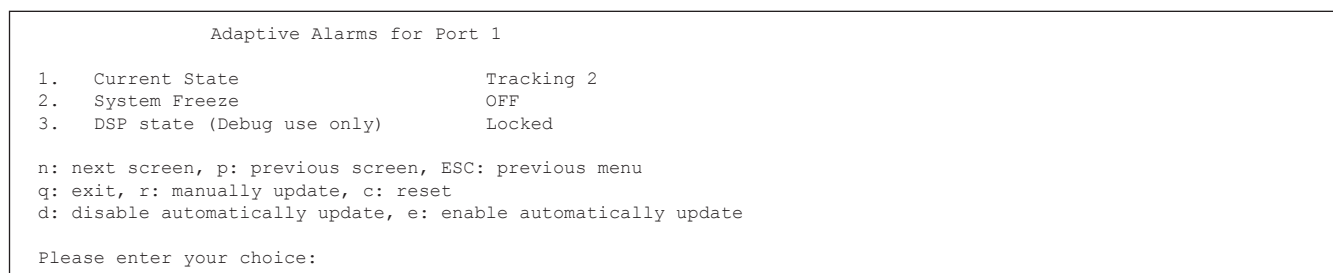 Adaptive Alarms for Port 1
1. Current State Tracking 2
2. System Freeze OFF
3. DSP state (Debug use only) Locked
n: next screen, p: previous screen, ESC: previous menu
q: exit, r: manually update, c: reset
d: disable automatically update, e: enable automatically update
Please enter your choice: